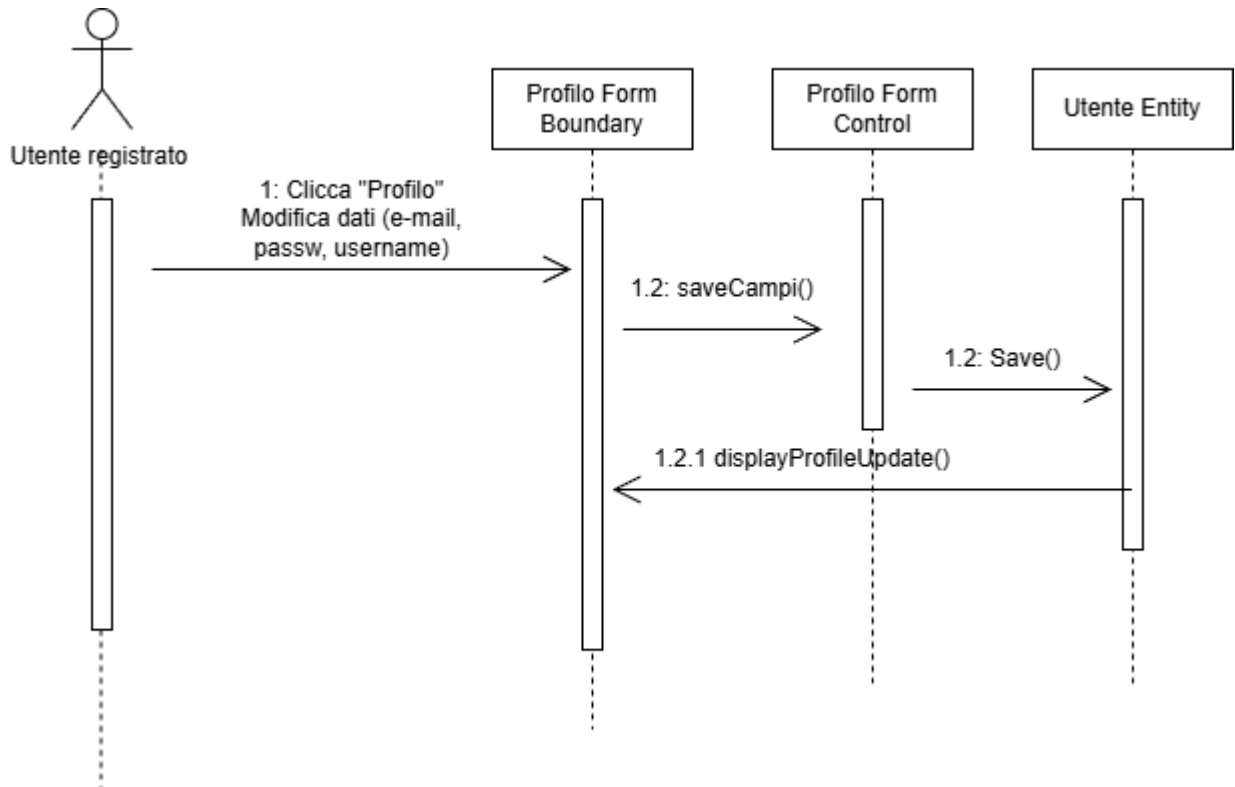 Utente registrato
Profilo Form
Boundary
Profilo Form
Control
Utente Entity
1: Clicca "Profilo"
Modifica dati (e-mail,
passw, username)
1.2: saveCampi()
1.2: Save()
1.2.1 displayProfileUpdate()